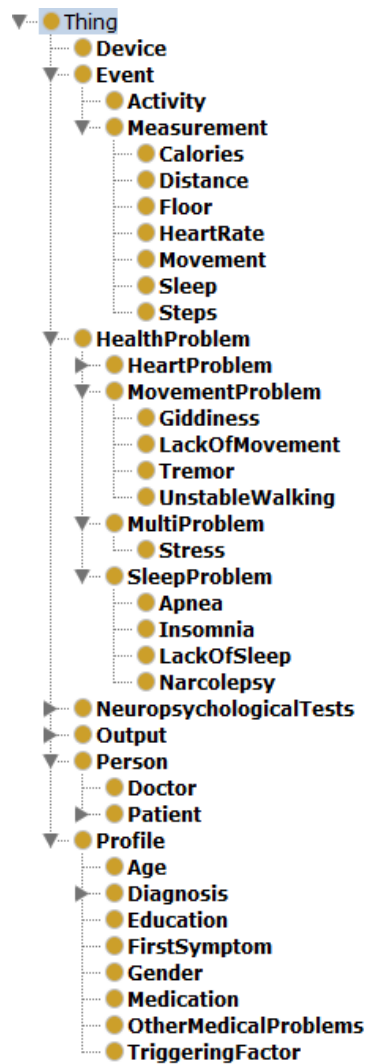 Thing
Device
Event
Activity
Measurement
Calories
Distance
Floor
HeartRate
Movement
Sleep
Steps
HealthProblem
HeartProblem
MovementProblem
Giddiness
LackOfMovement
Tremor
UnstableWalking
MultiProblem
Stress
SleepProblem
Apnea
Insomnia
LackOfSleep
Narcolepsy
NeuropsychologicalTests
Output
Person
Doctor
Patient
Profile
Age
Diagnosis
Education
FirstSymptom
Gender
Medication
OtherMedicalProblems
TriggeringFactor